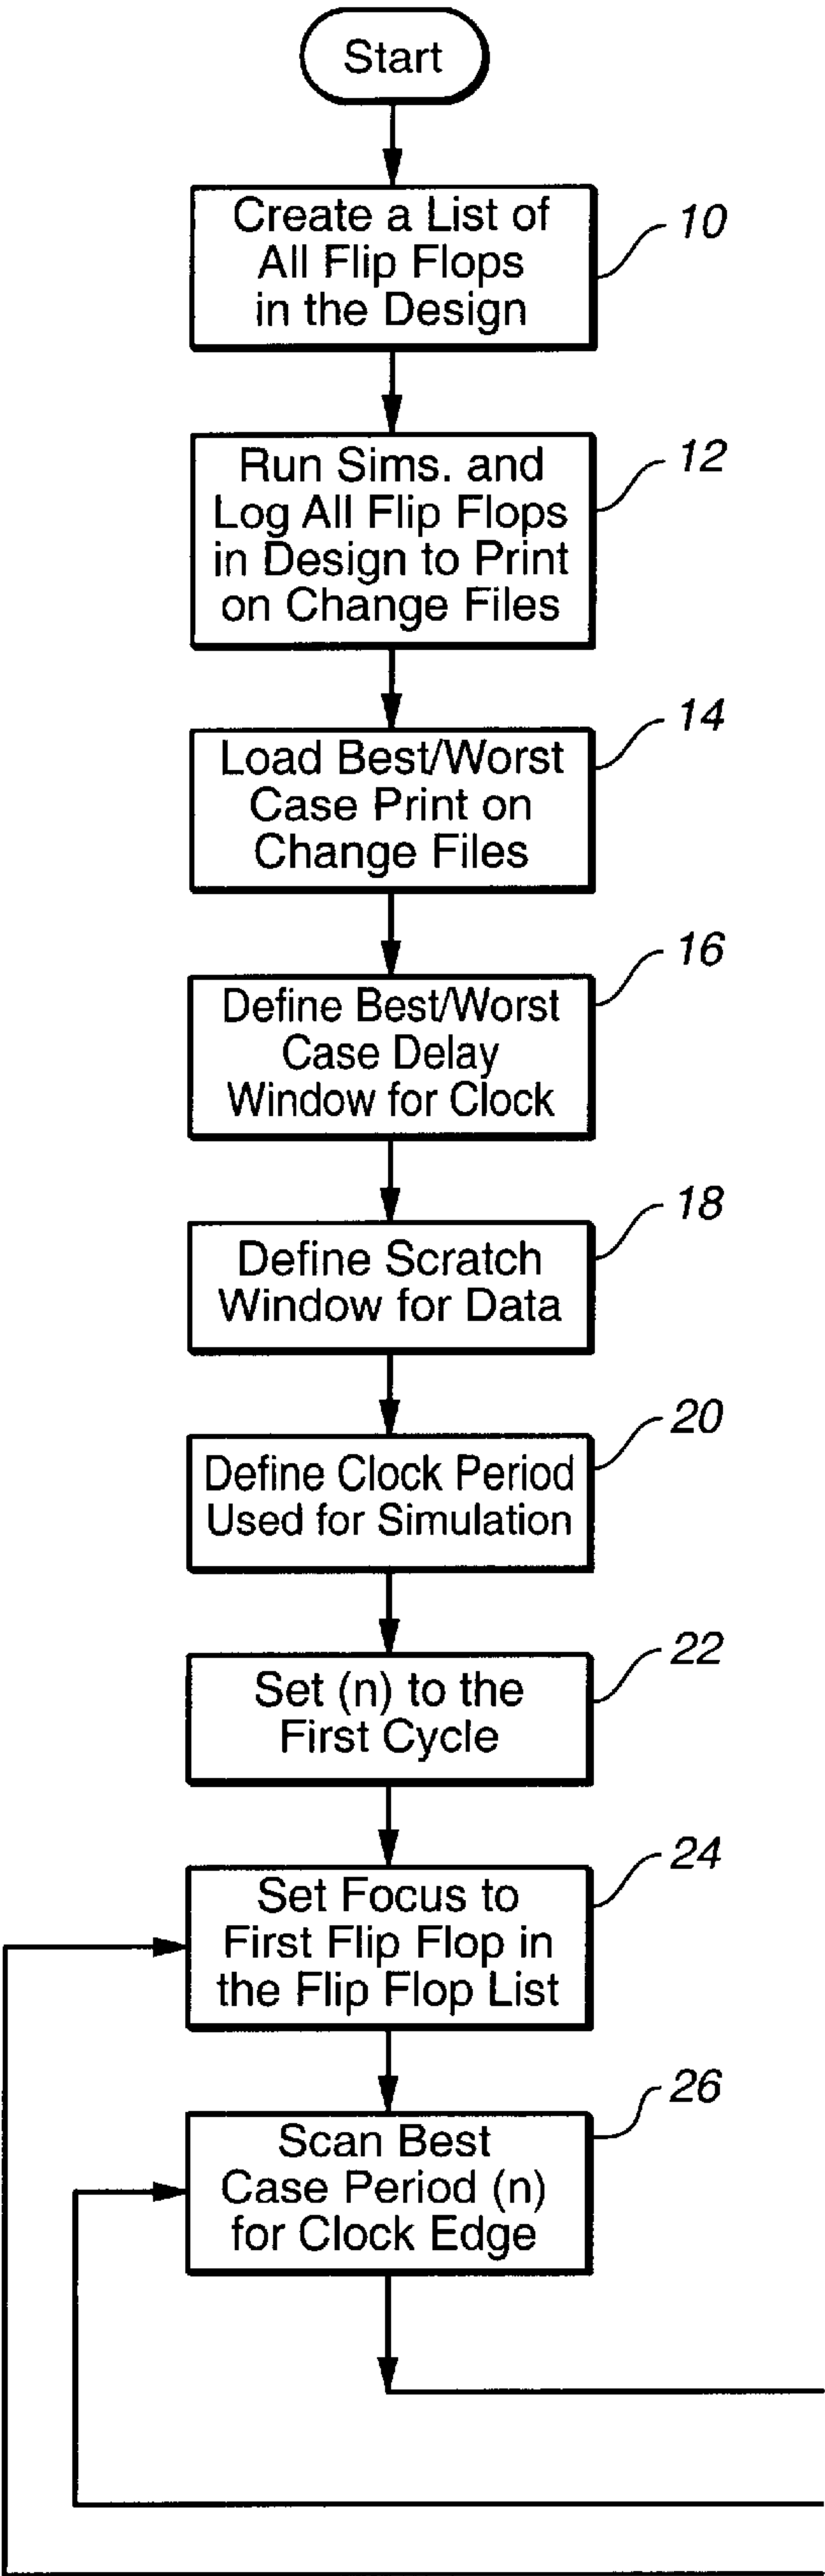 Start
Create a List of
All Flip Flops
in the Design
10
Run Sims. and
Log All Flip Flops
in Design to Print
on Change Files
12
Load Best/Worst
Case Print on
Change Files
14
Define Best/Worst
Case Delay
Window for Clock
16
Define Scratch
Window for Data
18
Define Clock Period
Used for Simulation
20
Set (n) to the
First Cycle
22
Set Focus to
First Flip Flop in
the Flip Flop List
24
Scan Best
Case Period (n)
for Clock Edge
26